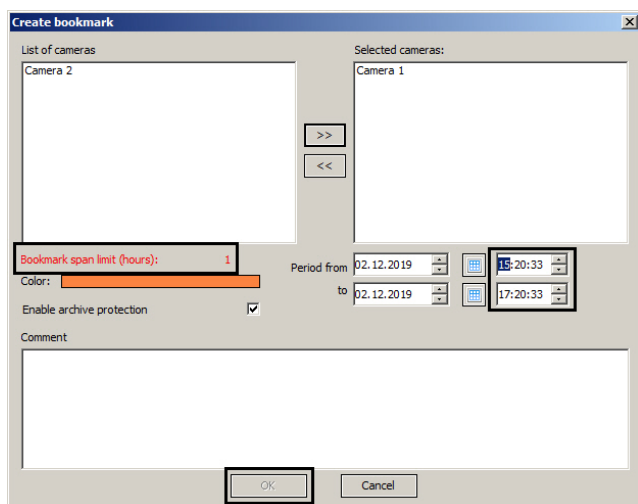 Create bookmark
List of cameras
Selected cameras:
Camera 2
Camera 1
>>
<<
Bookmark span limit (hours): 1
Period from 02.12.2019 15:20:33
Color:
to 02.12.2019 17:20:33
Enable archive protection
Comment
OK
Cancel